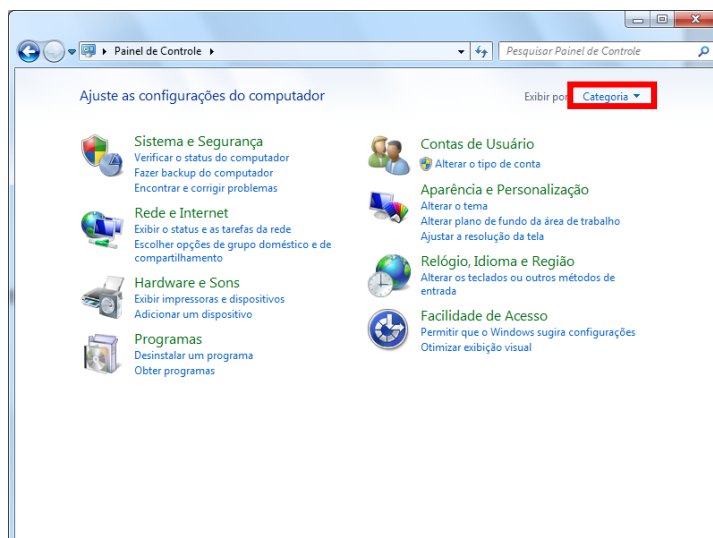 Painel de Controle
Pesquisar Painel de Controle
Ajuste as configurações do computador
Exibir por
Categoria
Sistema e Segurança
Verificar o status do computador
Fazer backup do computador
Encontrar e corrigir problemas
Rede e Internet
Exibir o status e as tarefas da rede
Escolher opções de grupo doméstico e de
compartilhamento
Hardware e Sons
Exibir impressoras e dispositivos
Adicionar um dispositivo
Programas
Desinstalar um programa
Obter programas
Contas de Usuário
Alterar o tipo de conta
Aparência e Personalização
Alterar o tema
Alterar plano de fundo da área de trabalho
Ajustar a resolução da tela
Relógio, Idioma e Região
Alterar os teclados ou outros métodos de
entrada
Facilidade de Acesso
Permitir que o Windows sugira configurações
Otimizar exibição visual